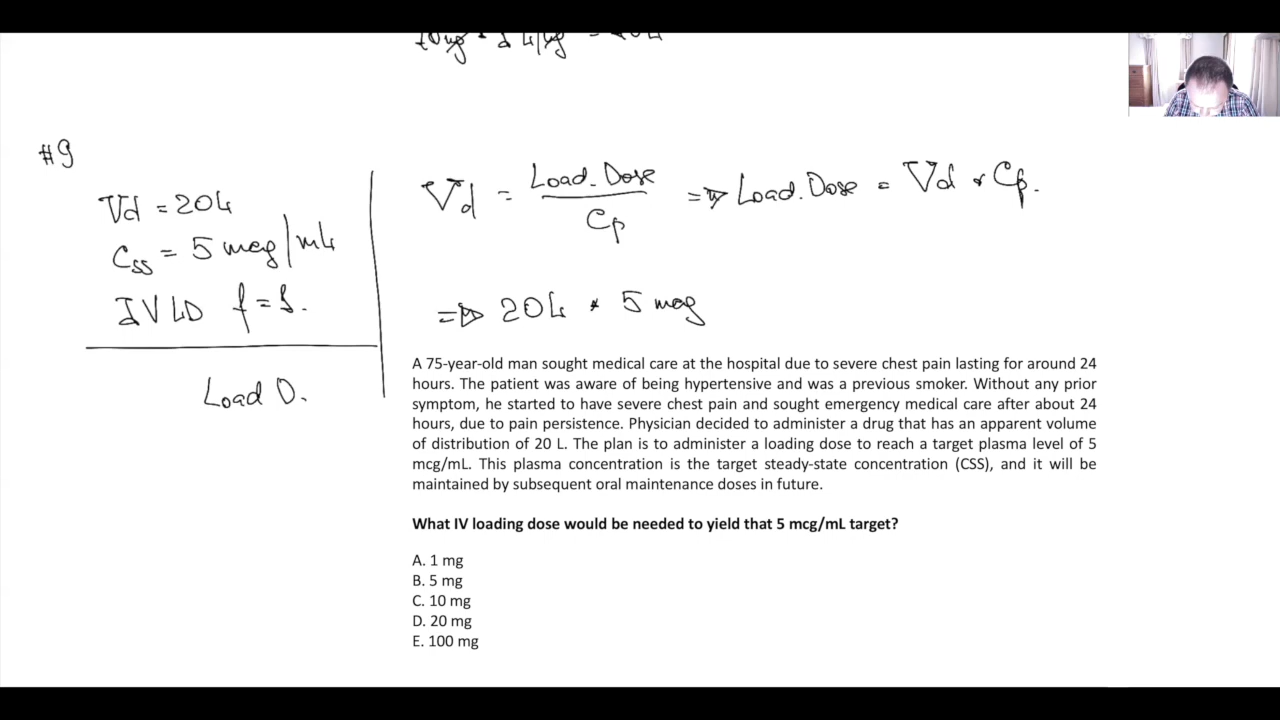 #9
Vd = 20L
Css = 5 mcg/mL
IV LD f = 1.
Load D.
Vd = Load. Dose / Cp => Load. Dose = Vd * Cp.
=> 20L * 5 mcg
A 75-year-old man sought medical care at the hospital due to severe chest pain lasting for around 24
hours. The patient was aware of being hypertensive and was a previous smoker. Without any prior
symptom, he started to have severe chest pain and sought emergency medical care after about 24
hours, due to pain persistence. Physician decided to administer a drug that has an apparent volume
of distribution of 20 L. The plan is to administer a loading dose to reach a target plasma level of 5
mcg/mL. This plasma concentration is the target steady-state concentration (CSS), and it will be
maintained by subsequent oral maintenance doses in future.
What IV loading dose would be needed to yield that 5 mcg/mL target?
A. 1 mg
B. 5 mg
C. 10 mg
D. 20 mg
E. 100 mg